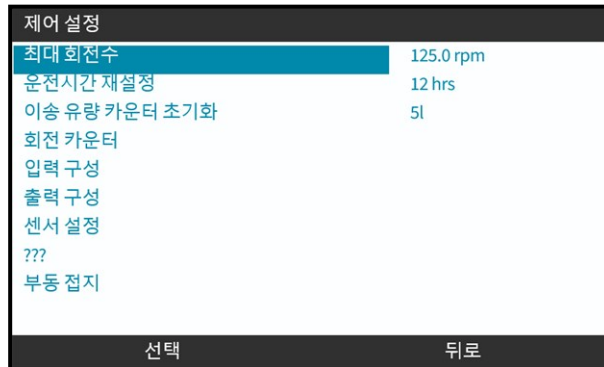 제어 설정
최대 회전수 125.0 rpm
운전시간 재설정 12 hrs
이송 유량 카운터 초기화 5l
회전 카운터
입력 구성
출력 구성
센서 설정
???
부동 접지
선택 뒤로